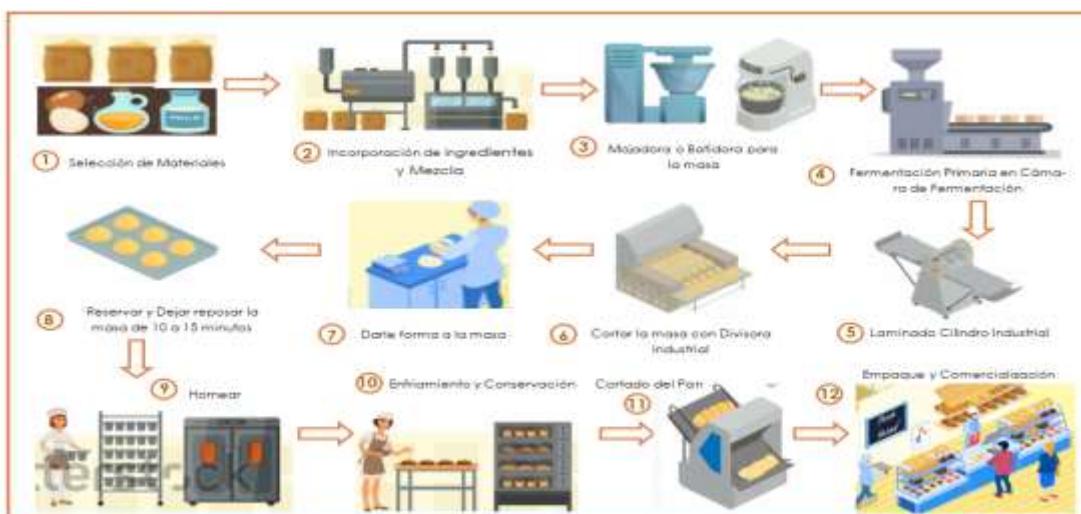 1 Selección de Materiales
2 Incorporación de ingredientes
y Mezcla
3 Mojadora o Batidora para
la masa
4 Fermentación Primaria en Cáma-
ra de Fermentación
5 Laminado Cilindro Industrial
6 Cortar la masa con Divisora
Industrial
7 Darle forma a la masa
8 Reservar y Dejar reposar la
masa de 10 a 15 minutos
9 Hornear
10 Enfriamiento y Conservación
Cortado del Pan
11
Empaque y Comercialización
12
MILK